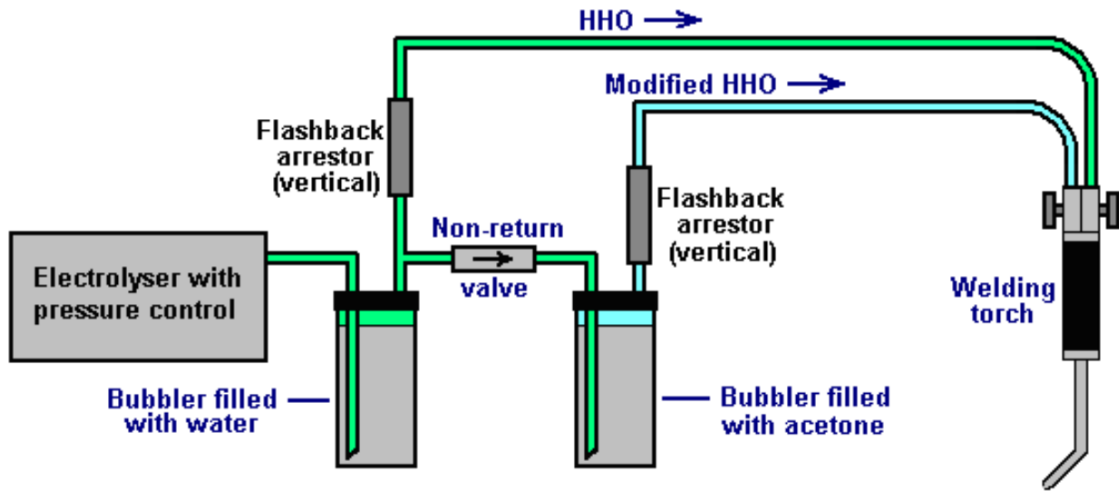 HHO
Modified HHO
Flashback
arrestor
(vertical)
Flashback
arrestor
(vertical)
Non-return
valve
Electrolyser with
pressure control
Welding
torch
Bubbler filled
with water
Bubbler filled
with acetone